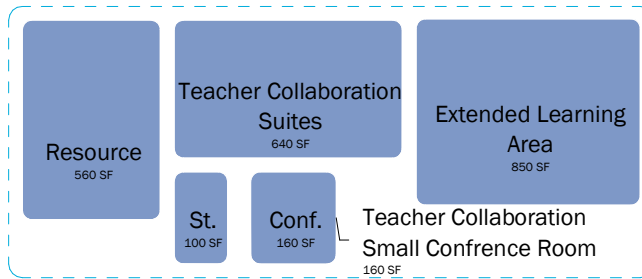 Resource
560 SF
Teacher Collaboration
Suites
640 SF
Extended Learning
Area
850 SF
St.
100 SF
Conf.
160 SF
Teacher Collaboration
Small Confrence Room
160 SF